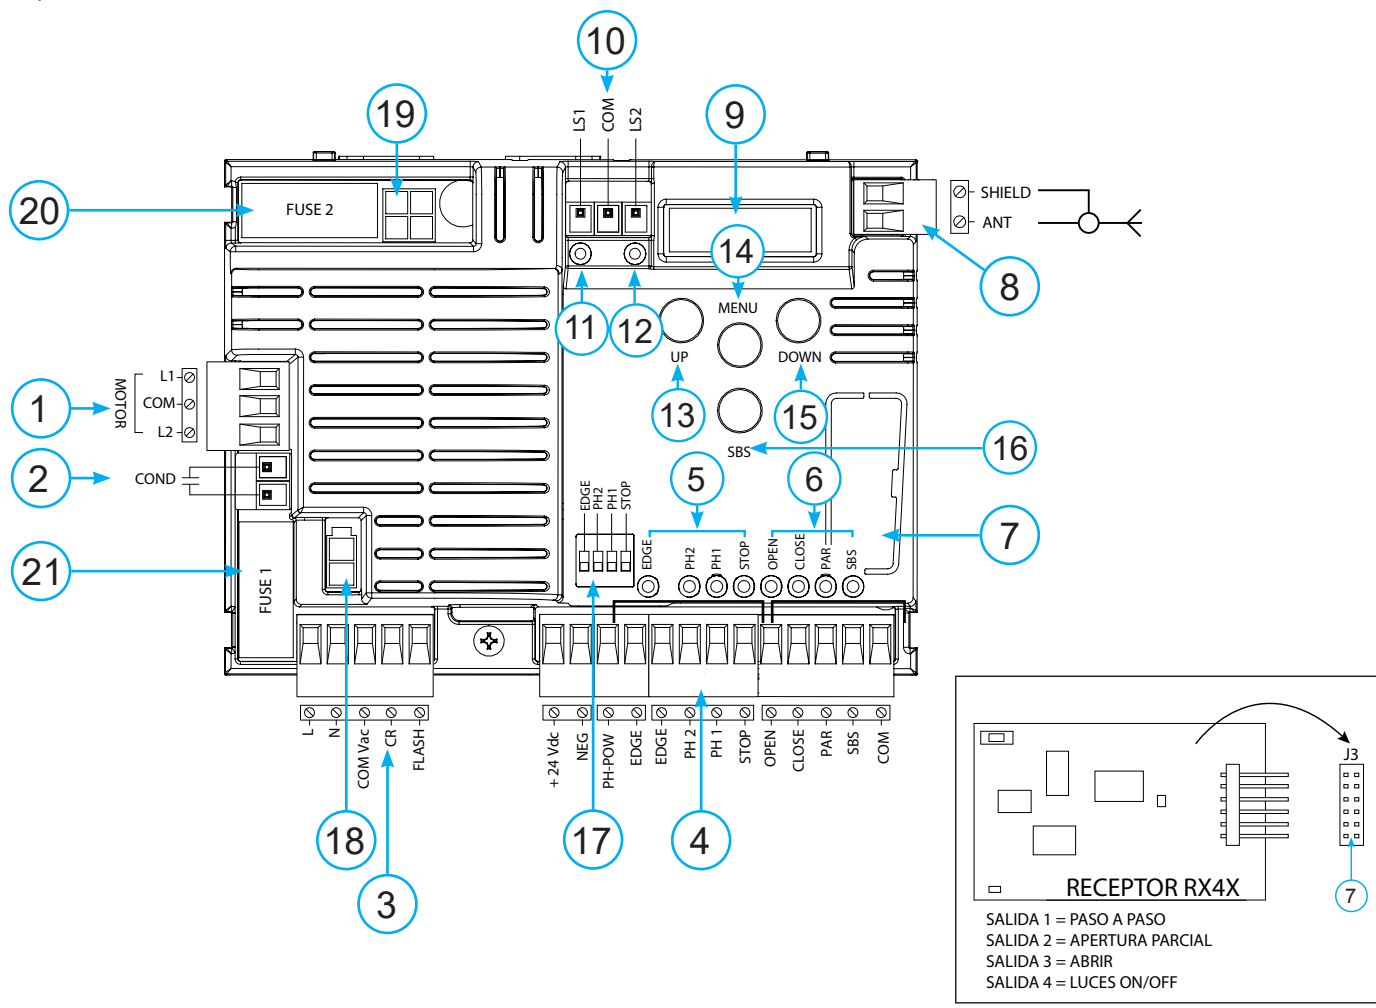 10
LS1
COM
LS2
19
9
20
FUSE 2
SHIELD
ANT
14
8
MENU
11
12
UP
DOWN
13
15
MOTOR
L1
COM
L2
1
SBS
16
2
COND
5
6
7
EDGE
PH2
PH1
STOP
EDGE
PH2
PH1
STOP
OPEN
CLOSE
PAR
SBS
21
FUSE 1
L
N
COM Vac
CR
FLASH
+24 Vdc
NEG
PH-POW
EDGE
EDGE
PH 2
PH 1
STOP
OPEN
CLOSE
PAR
SBS
COM
18
17
4
3
J3
7
RECEPTOR RX4X
SALIDA 1 = PASO A PASO
SALIDA 2 = APERTURA PARCIAL
SALIDA 3 = ABRIR
SALIDA 4 = LUCES ON/OFF